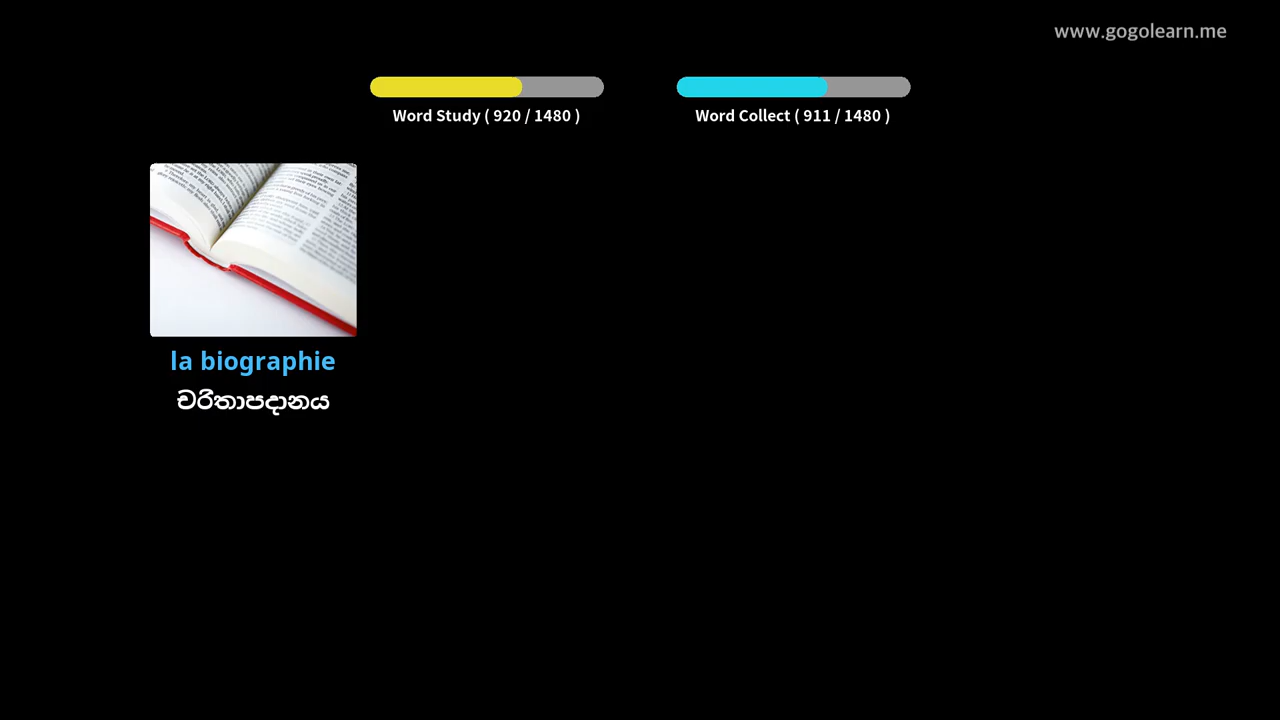 www.gogolearn.me
Word Study ( 920 / 1480 )
Word Collect ( 911 / 1480 )
la biographie
චරිතාපදානය